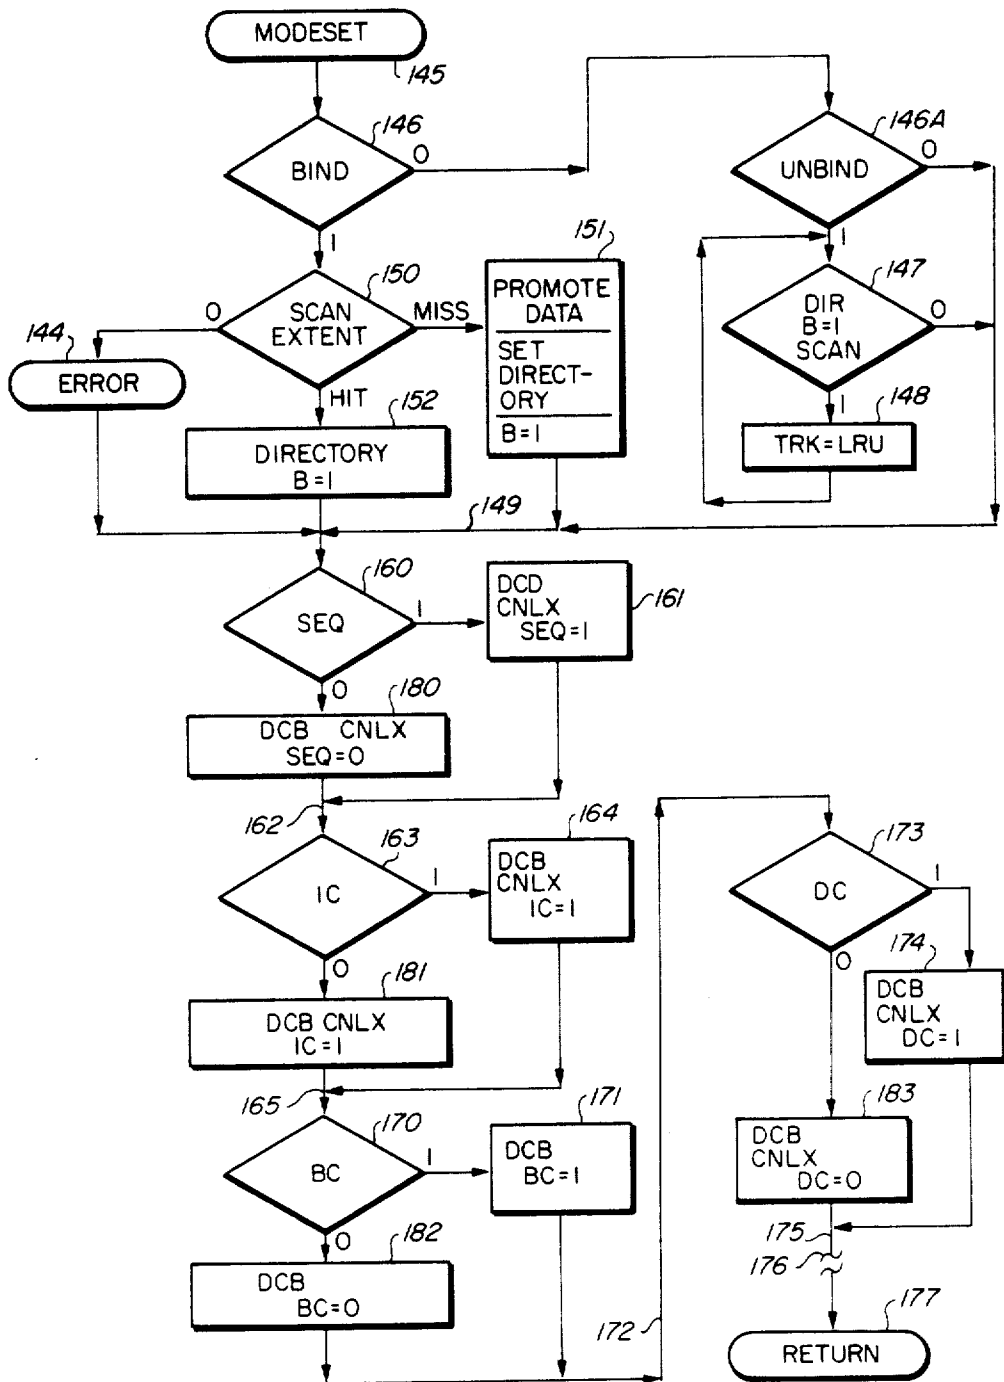 MODESET
145
146
BIND
0
1
146A
UNBIND
0
1
150
SCAN
EXTENT
0
MISS
HIT
144
ERROR
151
PROMOTE
DATA
SET
DIRECT-
ORY
B=1
147
DIR
B=1
SCAN
0
1
148
TRK=LRU
152
DIRECTORY
B=1
149
160
SEQ
1
0
DCD
CNLX
SEQ=1
161
180
DCB CNLX
SEQ=0
162
163
IC
1
0
164
DCB
CNLX
IC=1
181
DCB CNLX
IC=1
165
170
BC
1
0
171
DCB
BC=1
182
DCB
BC=0
172
173
DC
1
0
174
DCB
CNLX
DC=1
183
DCB
CNLX
DC=0
175
176
177
RETURN